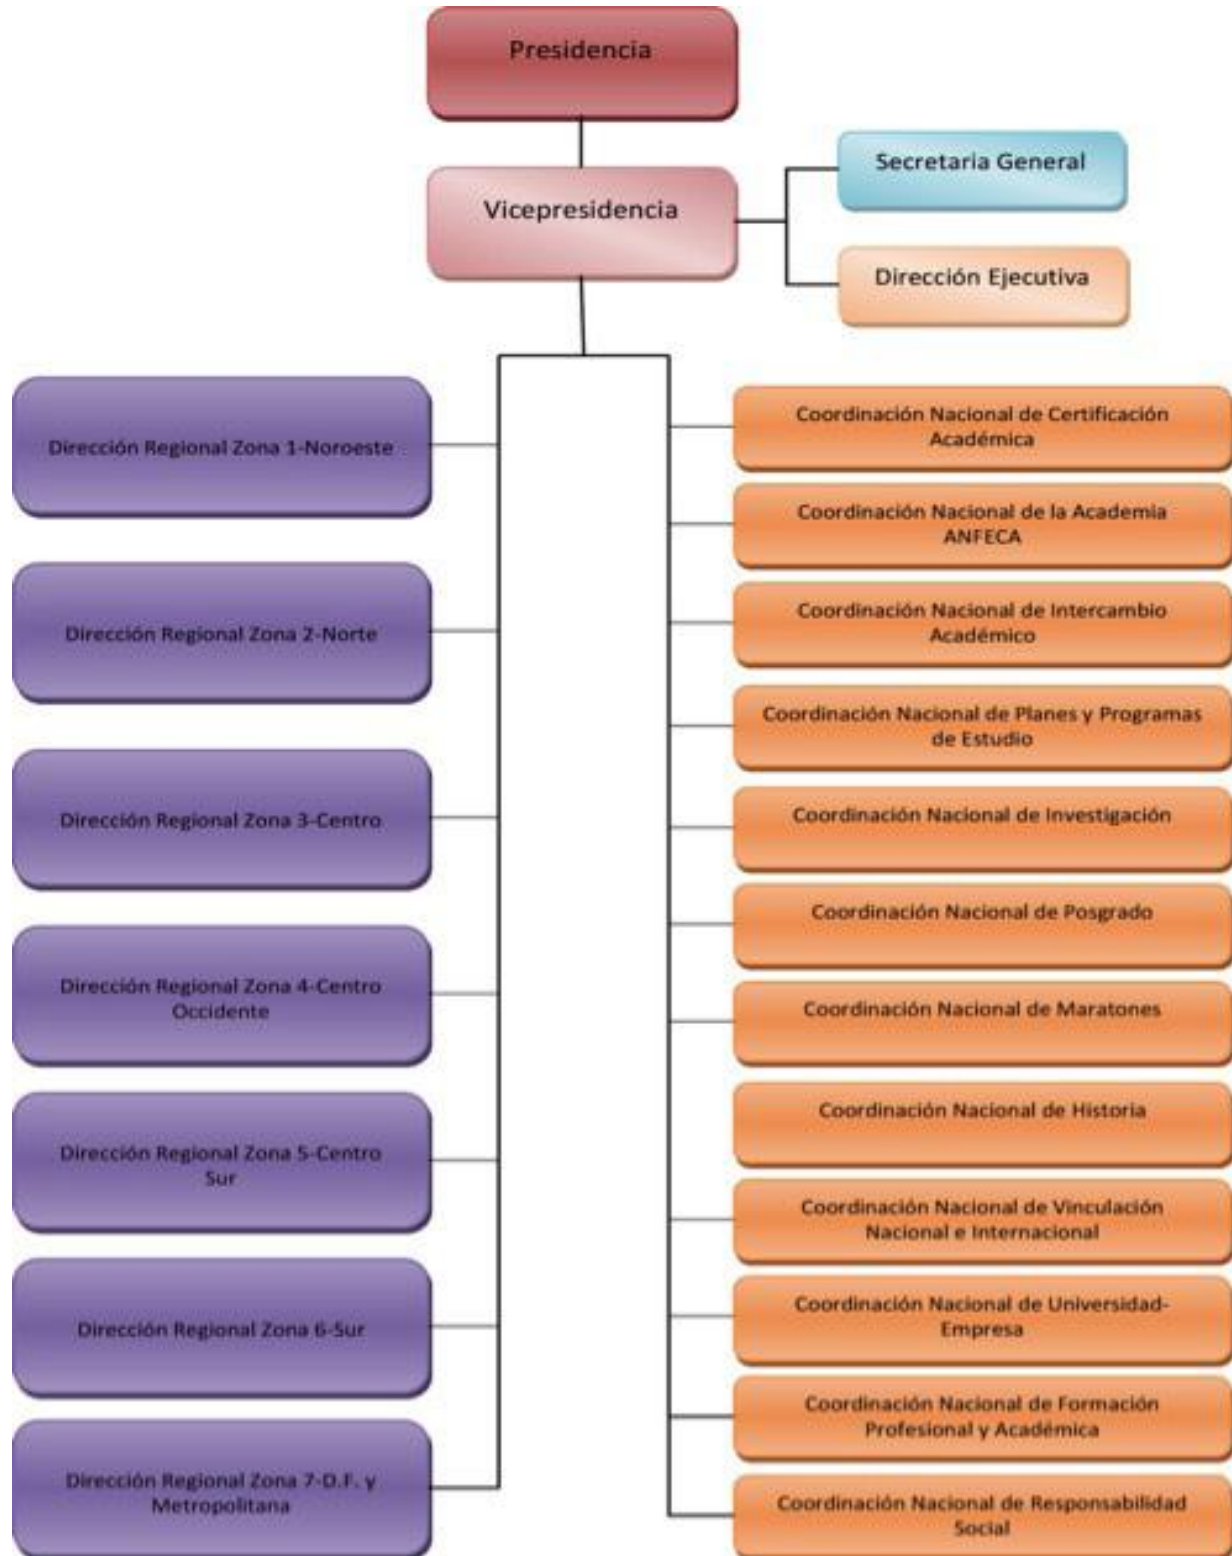 Presidencia
Vicepresidencia
Secretaria General
Dirección Ejecutiva
Dirección Regional Zona 1-Noroeste
Dirección Regional Zona 2-Norte
Dirección Regional Zona 3-Centro
Dirección Regional Zona 4-Centro
Occidente
Dirección Regional Zona 5-Centro
Sur
Dirección Regional Zona 6-Sur
Dirección Regional Zona 7-D.F. y
Metropolitana
Coordinación Nacional de Certificación
Académica
Coordinación Nacional de la Academia
ANFECA
Coordinación Nacional de Intercambio
Académico
Coordinación Nacional de Planes y Programas
de Estudio
Coordinación Nacional de Investigación
Coordinación Nacional de Posgrado
Coordinación Nacional de Maratones
Coordinación Nacional de Historia
Coordinación Nacional de Vinculación
Nacional e Internacional
Coordinación Nacional de Universidad-
Empresa
Coordinación Nacional de Formación
Profesional y Académica
Coordinación Nacional de Responsabilidad
Social